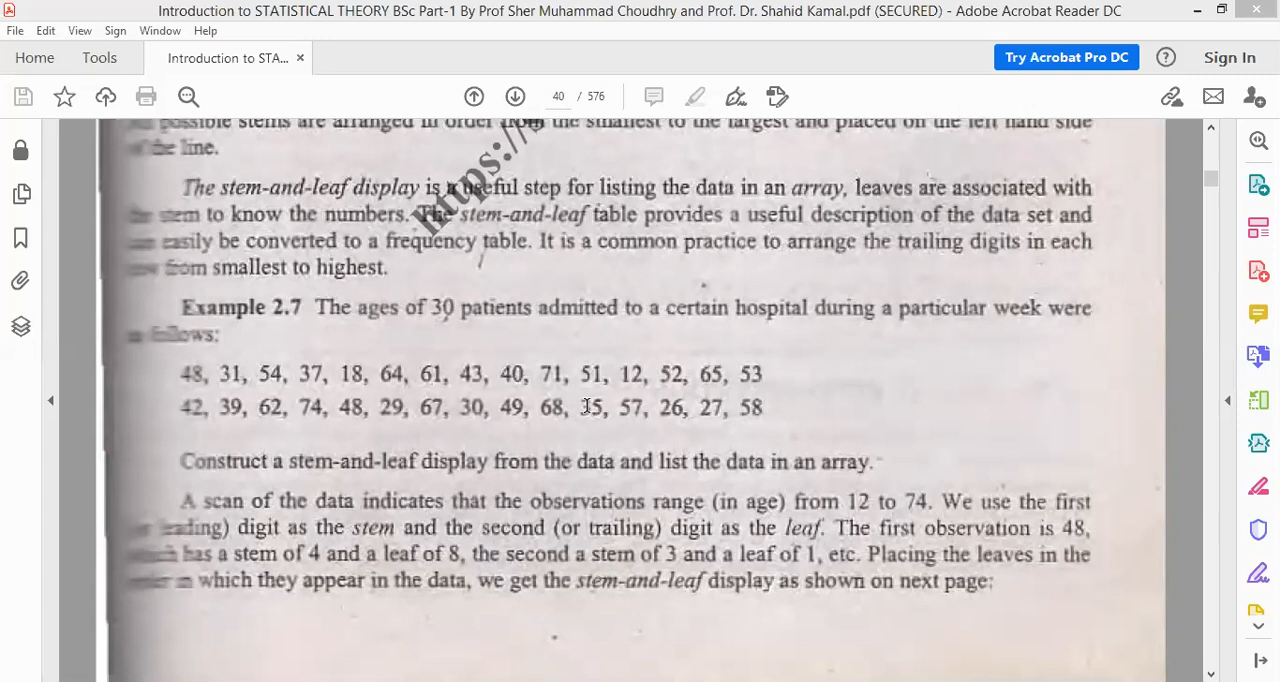 Introduction to STATISTICAL THEORY BSc Part-1 By Prof Sher Muhammad Choudhry and Prof. Dr. Shahid Kamal.pdf (SECURED) - Adobe Acrobat Reader DC
File Edit View Sign Window Help
Home Tools Introduction to STA... × Try Acrobat Pro DC Sign In
40 / 576
possible stems are arranged in order from the smallest to the largest and placed on the left hand side
of the line.
https://
The stem-and-leaf display is a useful step for listing the data in an array, leaves are associated with
the stem to know the numbers. The stem-and-leaf table provides a useful description of the data set and
can easily be converted to a frequency table. It is a common practice to arrange the trailing digits in each
row from smallest to highest.
Example 2.7 The ages of 30 patients admitted to a certain hospital during a particular week were
as follows:
48, 31, 54, 37, 18, 64, 61, 43, 40, 71, 51, 12, 52, 65, 53
42, 39, 62, 74, 48, 29, 67, 30, 49, 68, 35, 57, 26, 27, 58
Construct a stem-and-leaf display from the data and list the data in an array.
A scan of the data indicates that the observations range (in age) from 12 to 74. We use the first
leading) digit as the stem and the second (or trailing) digit as the leaf. The first observation is 48,
which has a stem of 4 and a leaf of 8, the second a stem of 3 and a leaf of 1, etc. Placing the leaves in the
order in which they appear in the data, we get the stem-and-leaf display as shown on next page: